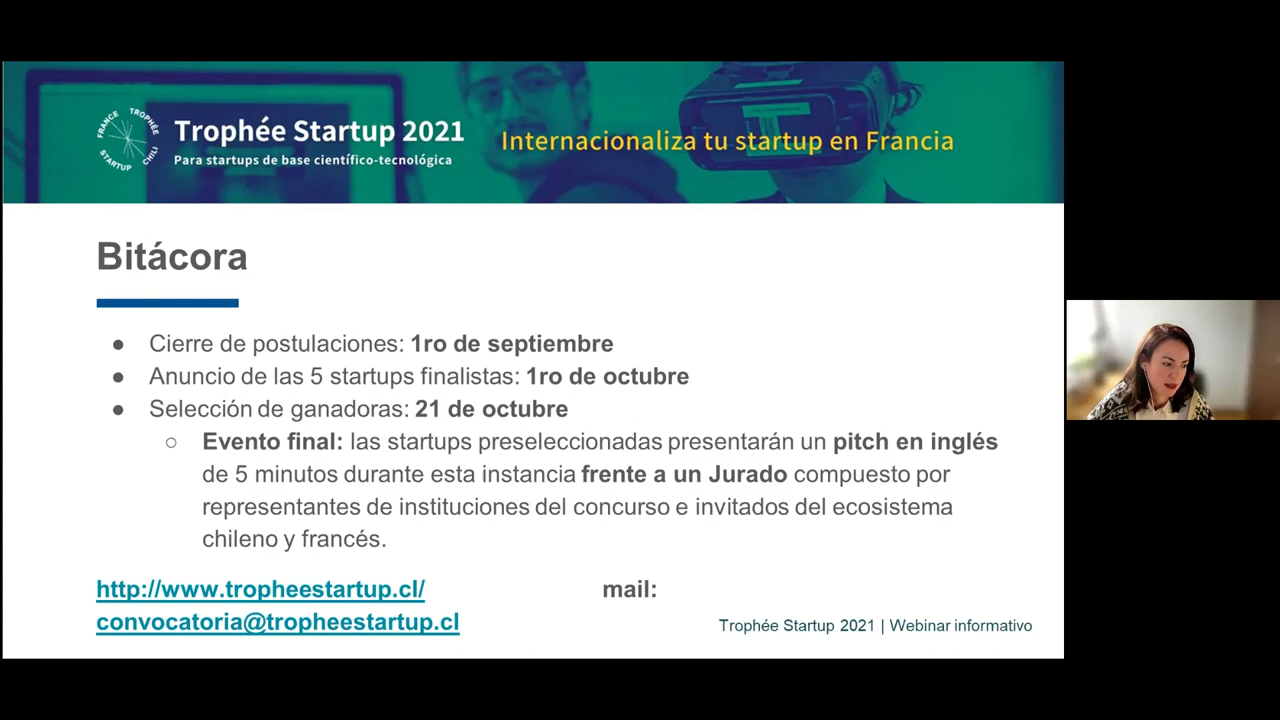 FRANCE TROPHÉE STARTUP CHILI
Trophée Startup 2021
Para startups de base científico-tecnológica
Internacionaliza tu startup en Francia
Bitácora
● Cierre de postulaciones: 1ro de septiembre
● Anuncio de las 5 startups finalistas: 1ro de octubre
● Selección de ganadoras: 21 de octubre
○ Evento final: las startups preseleccionadas presentarán un pitch en inglés
de 5 minutos durante esta instancia frente a un Jurado compuesto por
representantes de instituciones del concurso e invitados del ecosistema
chileno y francés.
http://www.tropheestartup.cl/ mail:
convocatoria@tropheestartup.cl
Trophée Startup 2021 | Webinar informativo